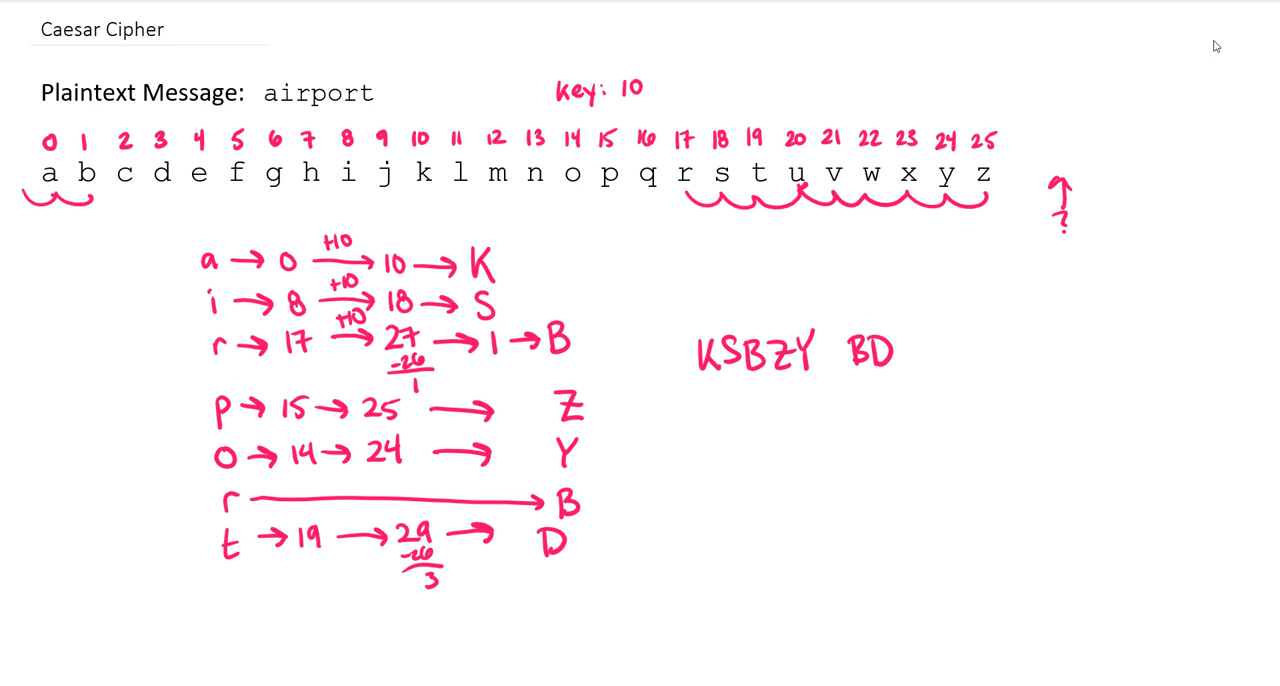 Caesar Cipher
Plaintext Message: airport key: 10
0 1 2 3 4 5 6 7 8 9 10 11 12 13 14 15 16 17 18 19 20 21 22 23 24 25
a b c d e f g h i j k l m n o p q r s t u v w x y z
?
+10
a → 0 → 10 → K
+10
i → 8 → 18 → S
+10
r → 17 → 27 → 1 → B
-26
1
KSBZY BD
p → 15 → 25 → Z
o → 14 → 24 → Y
r → B
t → 19 → 29 → D
-26
3